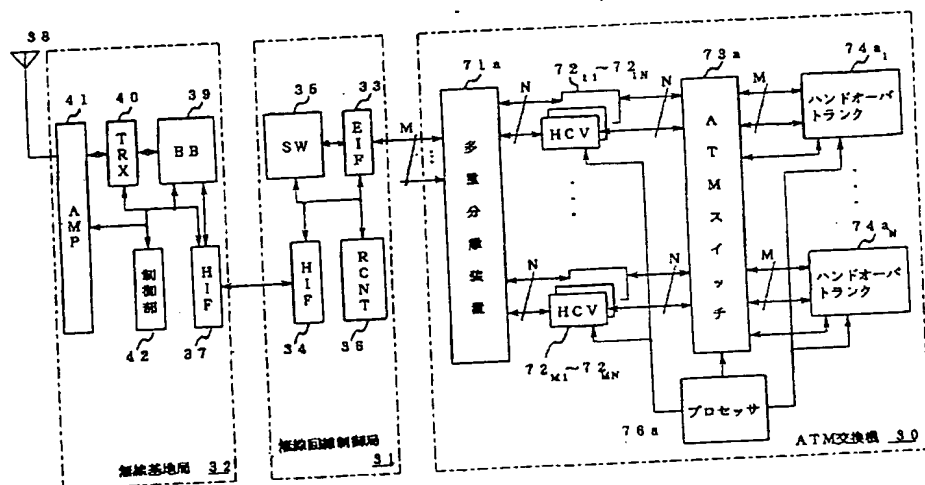 38
41
AMP
40
TRX
39
BB
制御部
42
HIF
37
無線基地局 32
35
SW
33
EIF
HIF
34
RCNT
36
無線回線制御局 31
M
71a
多重分離装置
N
72₁₁~72₁N
HCV
N
73a
ATMスイッチ
M
74a₁
ハンドオーバ
トランク
N
HCV
72M₁~72MN
N
M
74aN
ハンドオーバ
トランク
プロセッサ
76a
ATM交換機 30